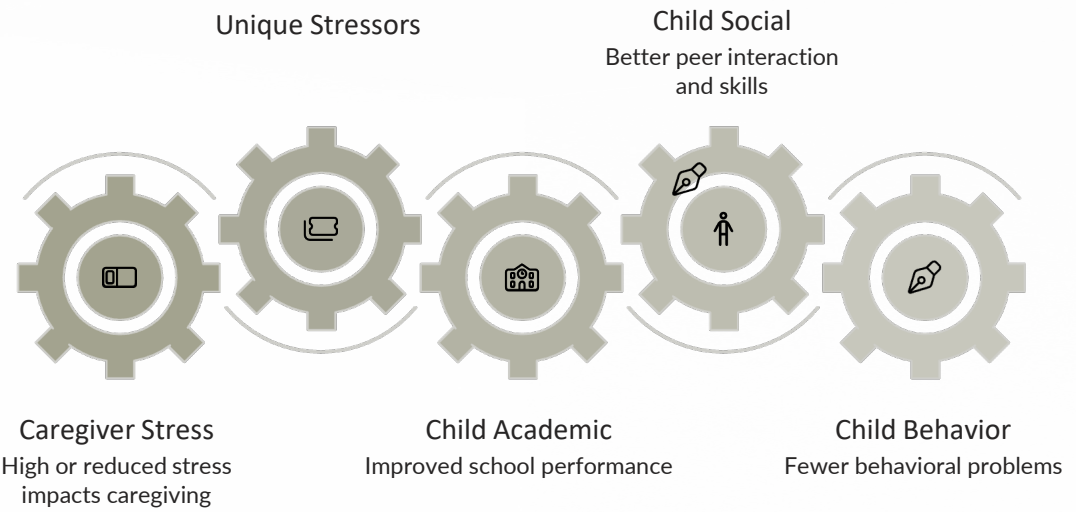 Unique Stressors
Child Social
Better peer interaction
and skills
Caregiver Stress
High or reduced stress
impacts caregiving
Child Academic
Improved school performance
Child Behavior
Fewer behavioral problems